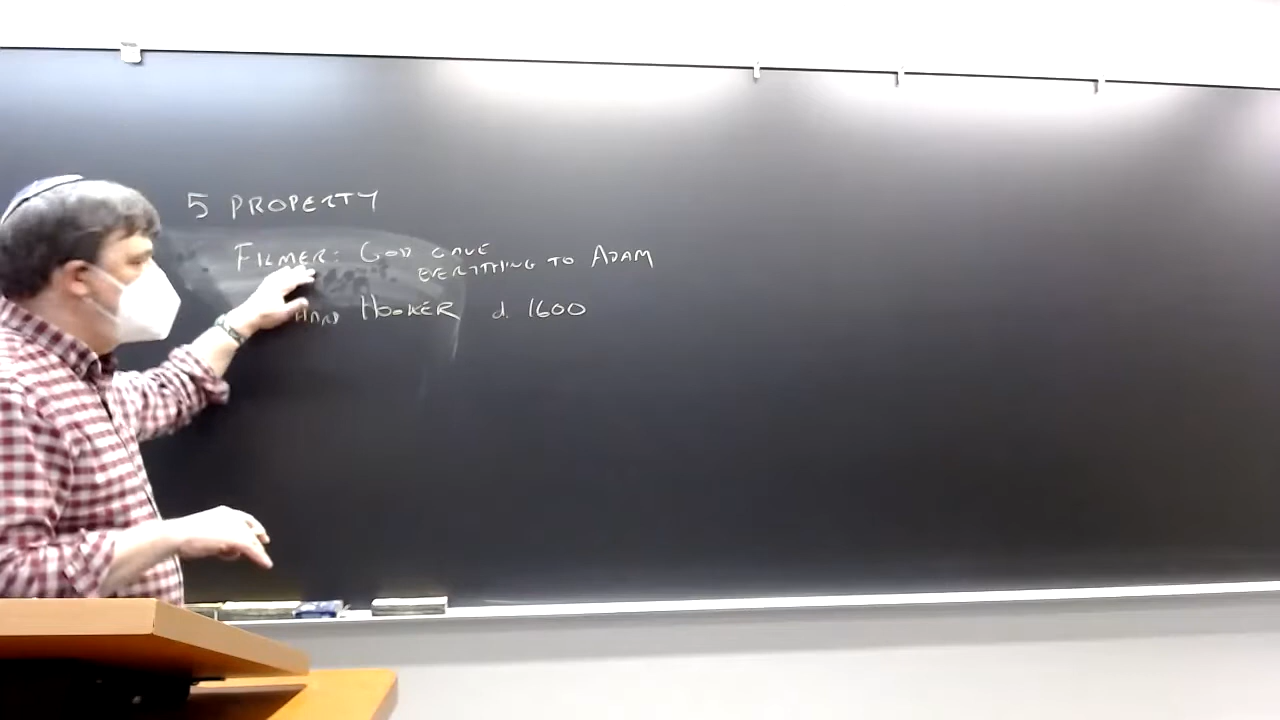 5 PROPERTY
FILMER: GOD GAVE
EVERYTHING TO ADAM
HOOKER d. 1600